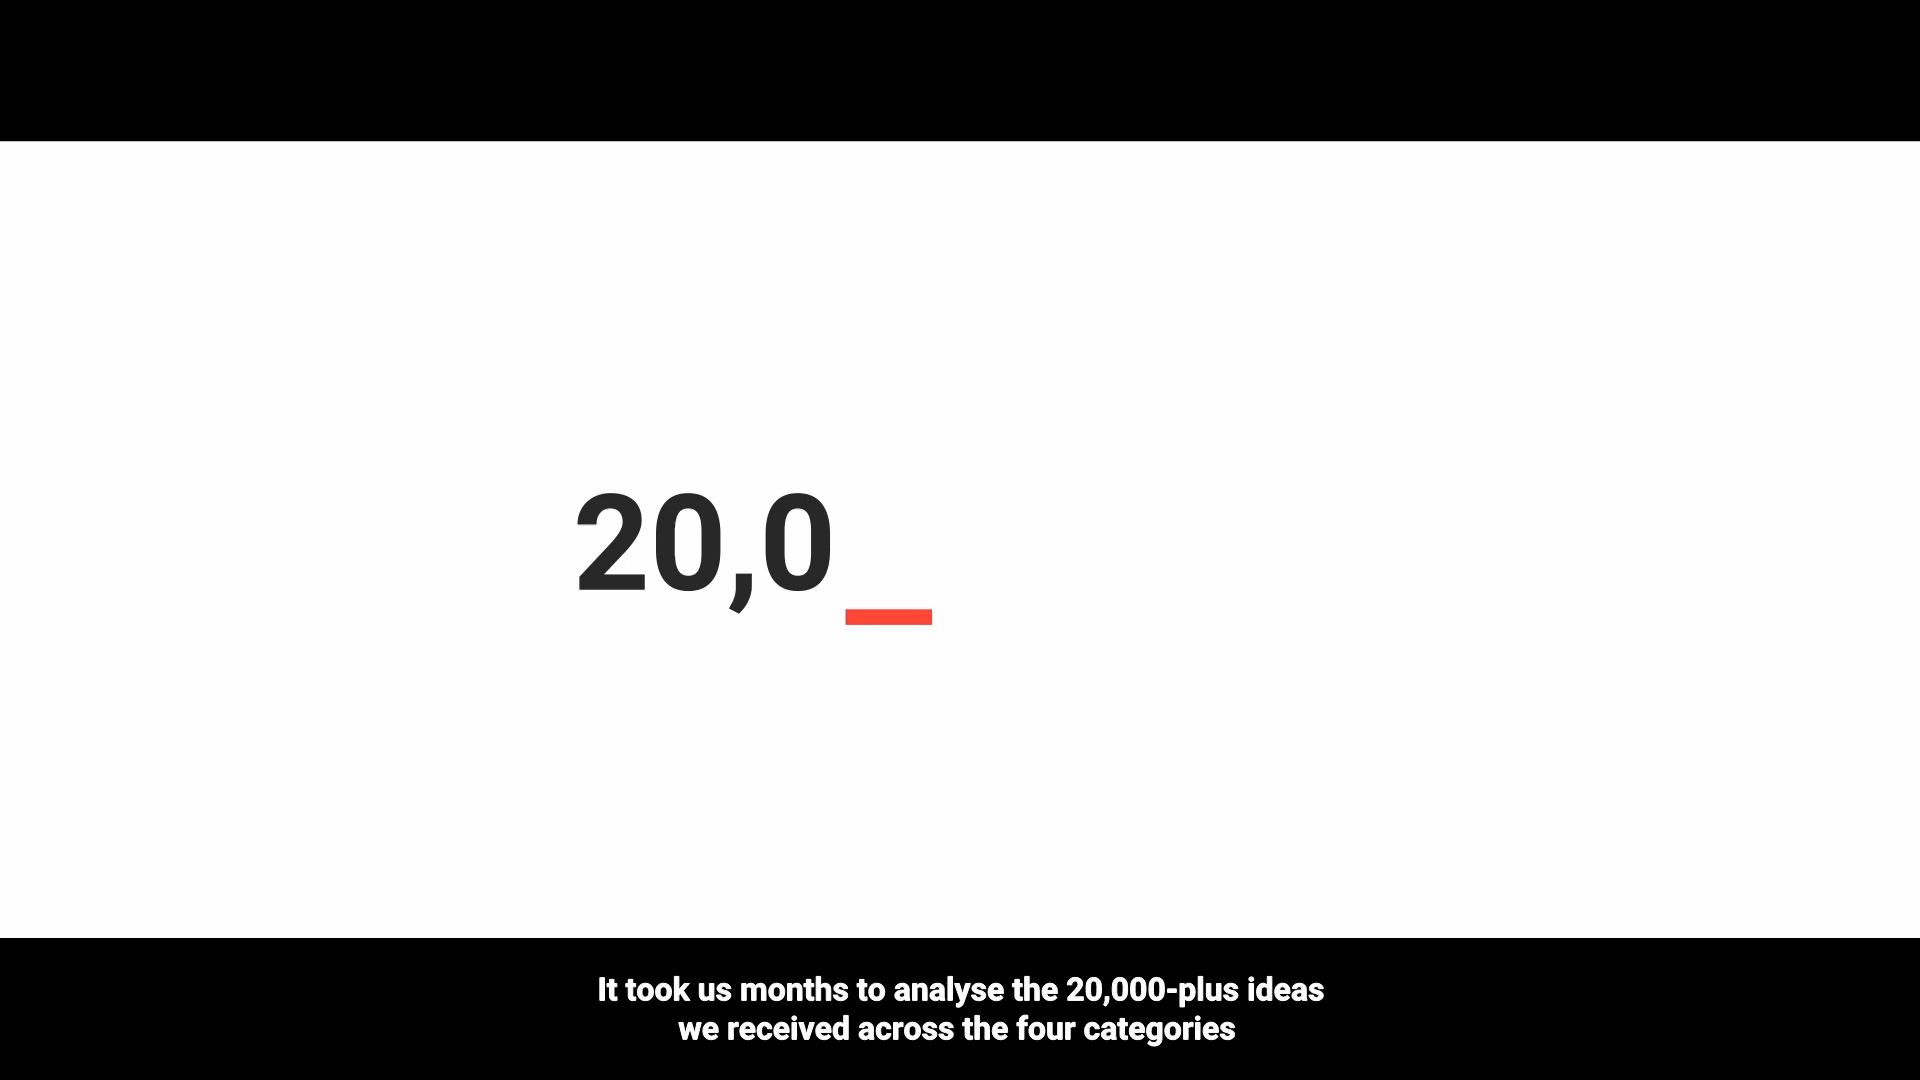 20,0_
It took us months to analyse the 20,000-plus ideas
we received across the four categories